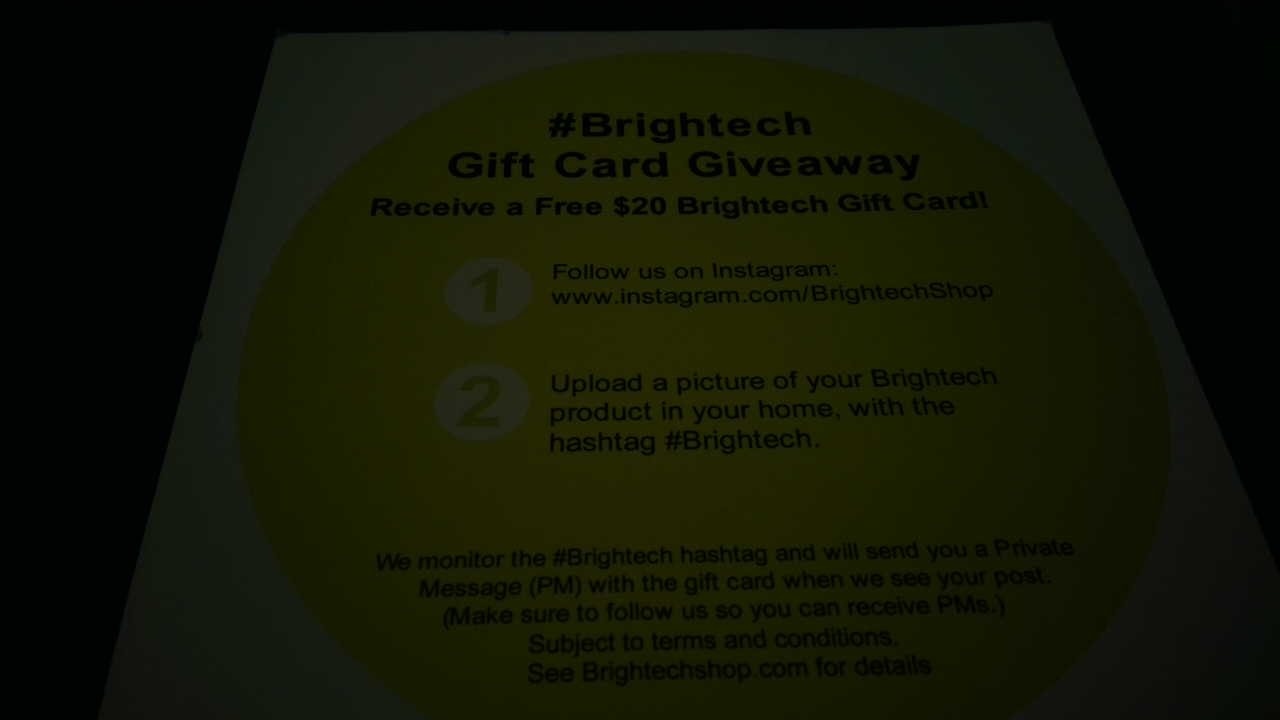 #Brightech
Gift Card Giveaway
Receive a Free $20 Brightech Gift Card!
1
Follow us on Instagram:
www.instagram.com/BrightechShop
2
Upload a picture of your Brightech
product in your home, with the
hashtag #Brightech.
We monitor the #Brightech hashtag and will send you a Private
Message (PM) with the gift card when we see your post.
(Make sure to follow us so you can receive PMs.)
Subject to terms and conditions.
See Brightechshop.com for details